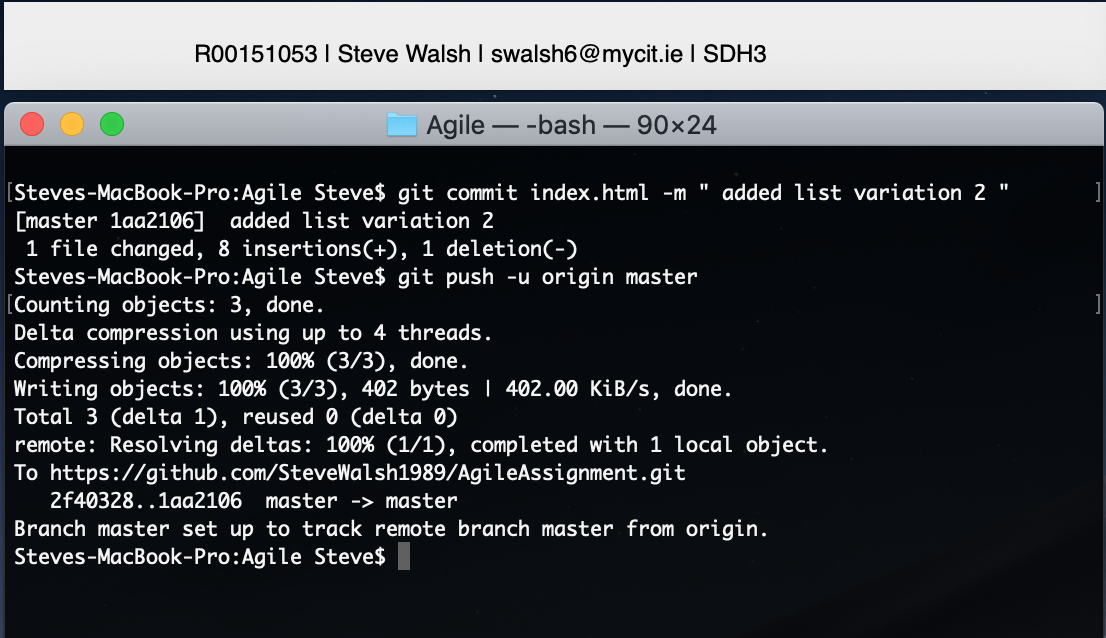 R00151053 | Steve Walsh | swalsh6@mycit.ie | SDH3
Agile — -bash — 90×24
[Steves-MacBook-Pro:Agile Steve$ git commit index.html -m " added list variation 2 " ]
[master 1aa2106]  added list variation 2
 1 file changed, 8 insertions(+), 1 deletion(-)
Steves-MacBook-Pro:Agile Steve$ git push -u origin master
[Counting objects: 3, done. ]
Delta compression using up to 4 threads.
Compressing objects: 100% (3/3), done.
Writing objects: 100% (3/3), 402 bytes | 402.00 KiB/s, done.
Total 3 (delta 1), reused 0 (delta 0)
remote: Resolving deltas: 100% (1/1), completed with 1 local object.
To https://github.com/SteveWalsh1989/AgileAssignment.git
   2f40328..1aa2106  master -> master
Branch master set up to track remote branch master from origin.
Steves-MacBook-Pro:Agile Steve$